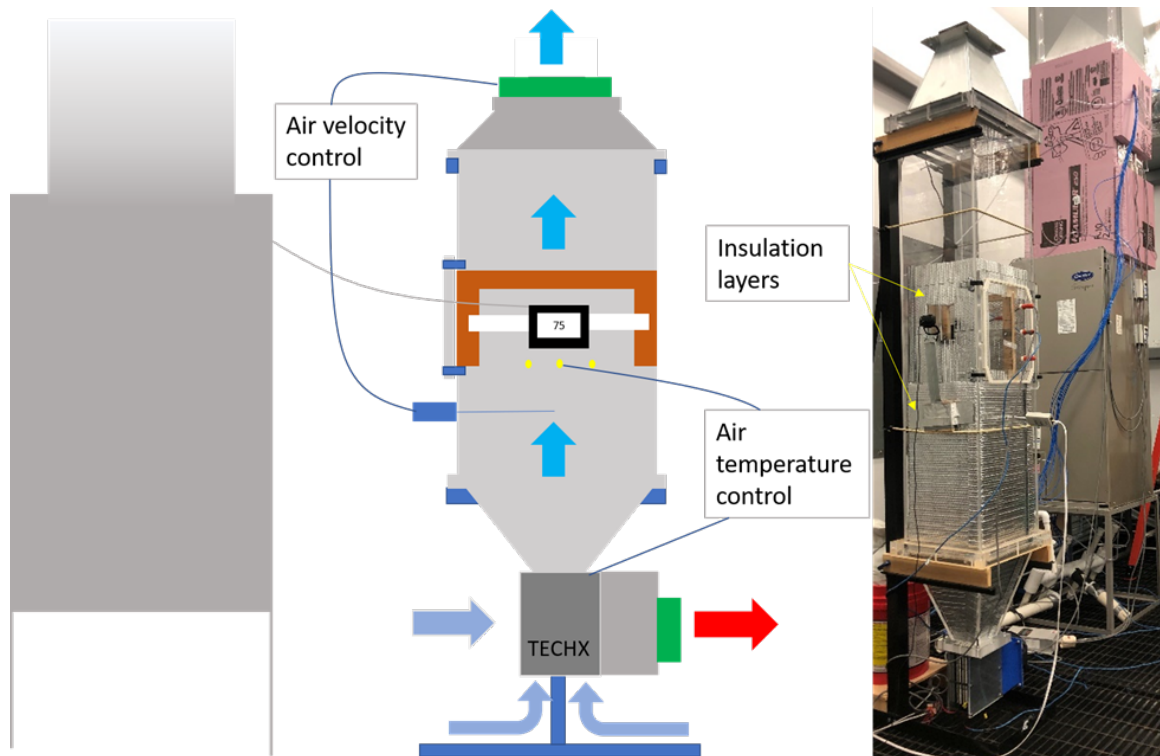 Air velocity
control
75
Insulation
layers
Air
temperature
control
TECHX